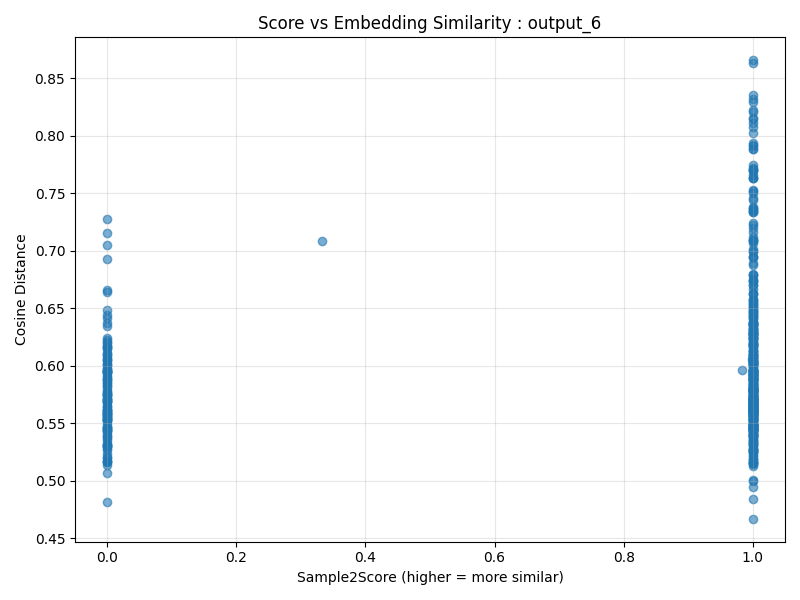 Score vs Embedding Similarity : output_6
Cosine Distance
0.85
0.80
0.75
0.70
0.65
0.60
0.55
0.50
0.45
0.0 0.2 0.4 0.6 0.8 1.0
Sample2Score (higher = more similar)